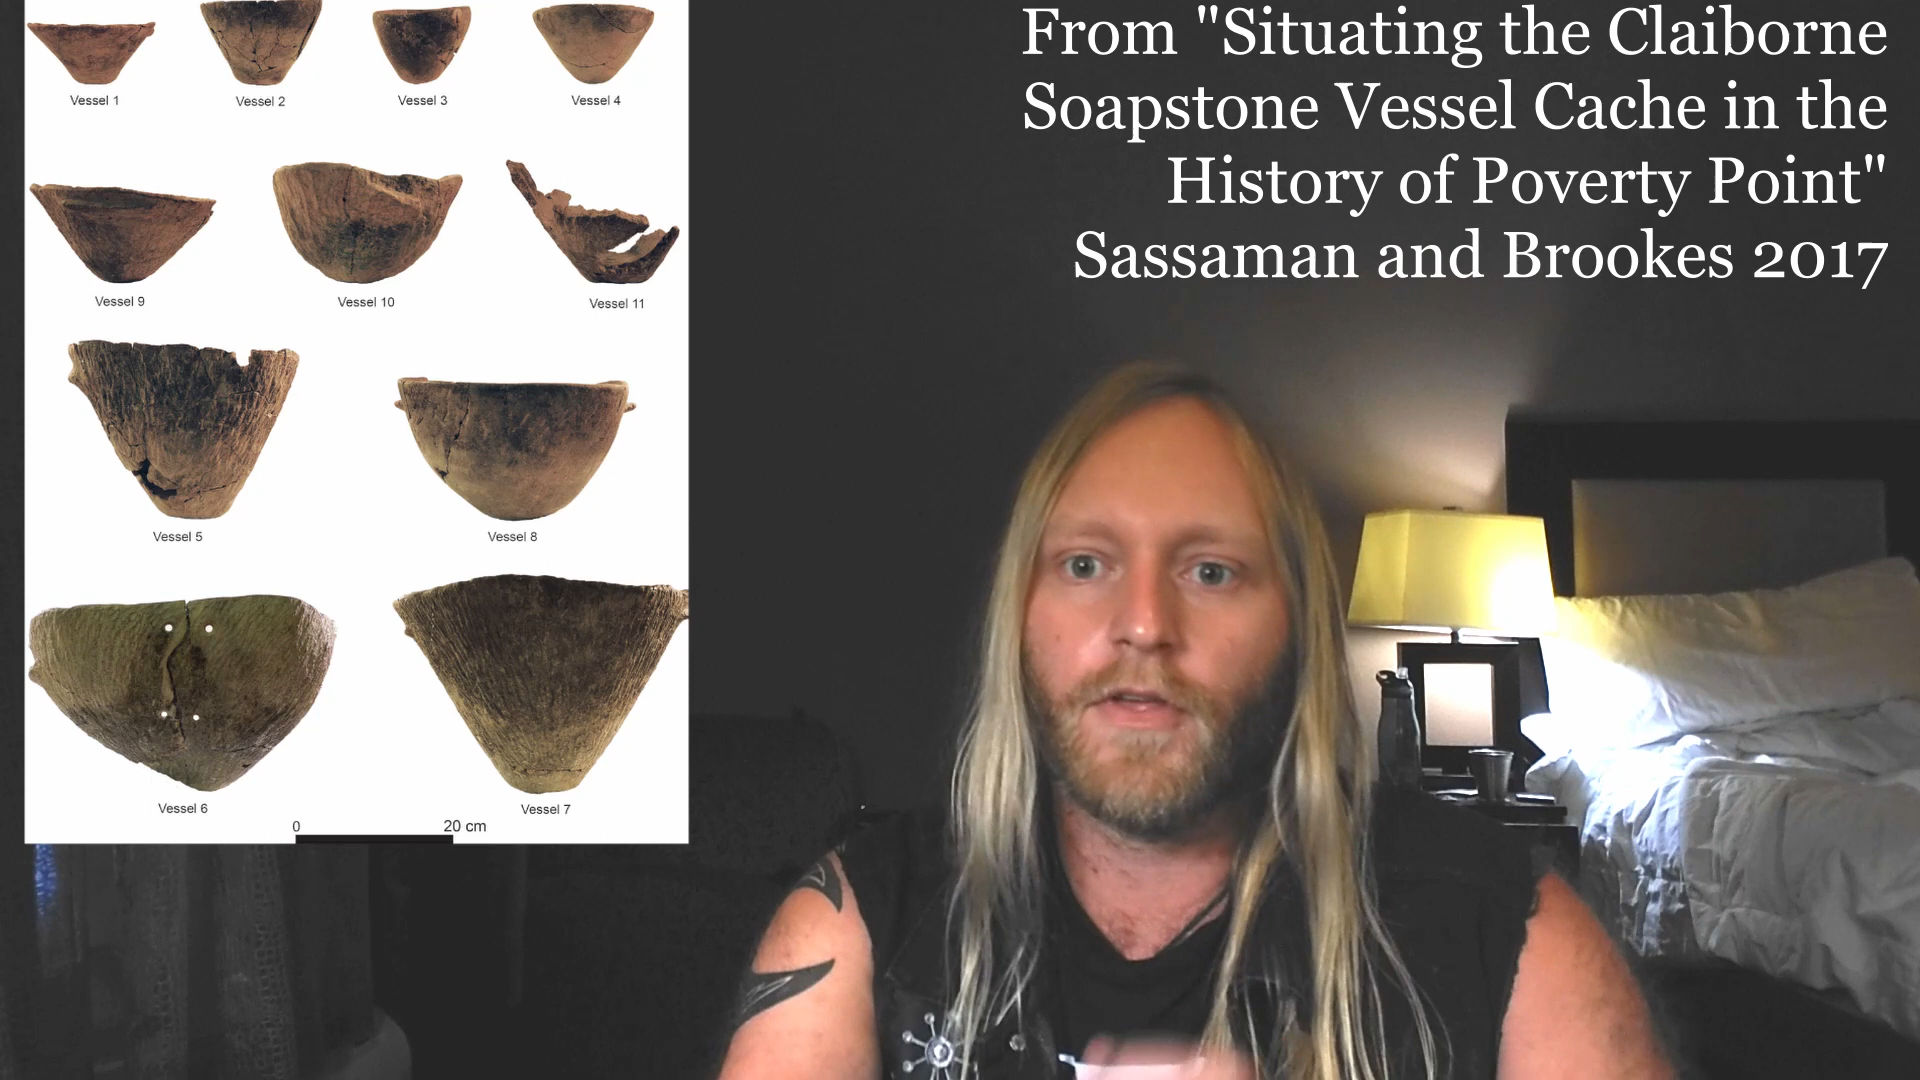 Vessel 1
Vessel 2
Vessel 3
Vessel 4
Vessel 9
Vessel 10
Vessel 11
Vessel 5
Vessel 8
Vessel 6
Vessel 7
0
20 cm
From "Situating the Claiborne
Soapstone Vessel Cache in the
History of Poverty Point"
Sassaman and Brookes 2017